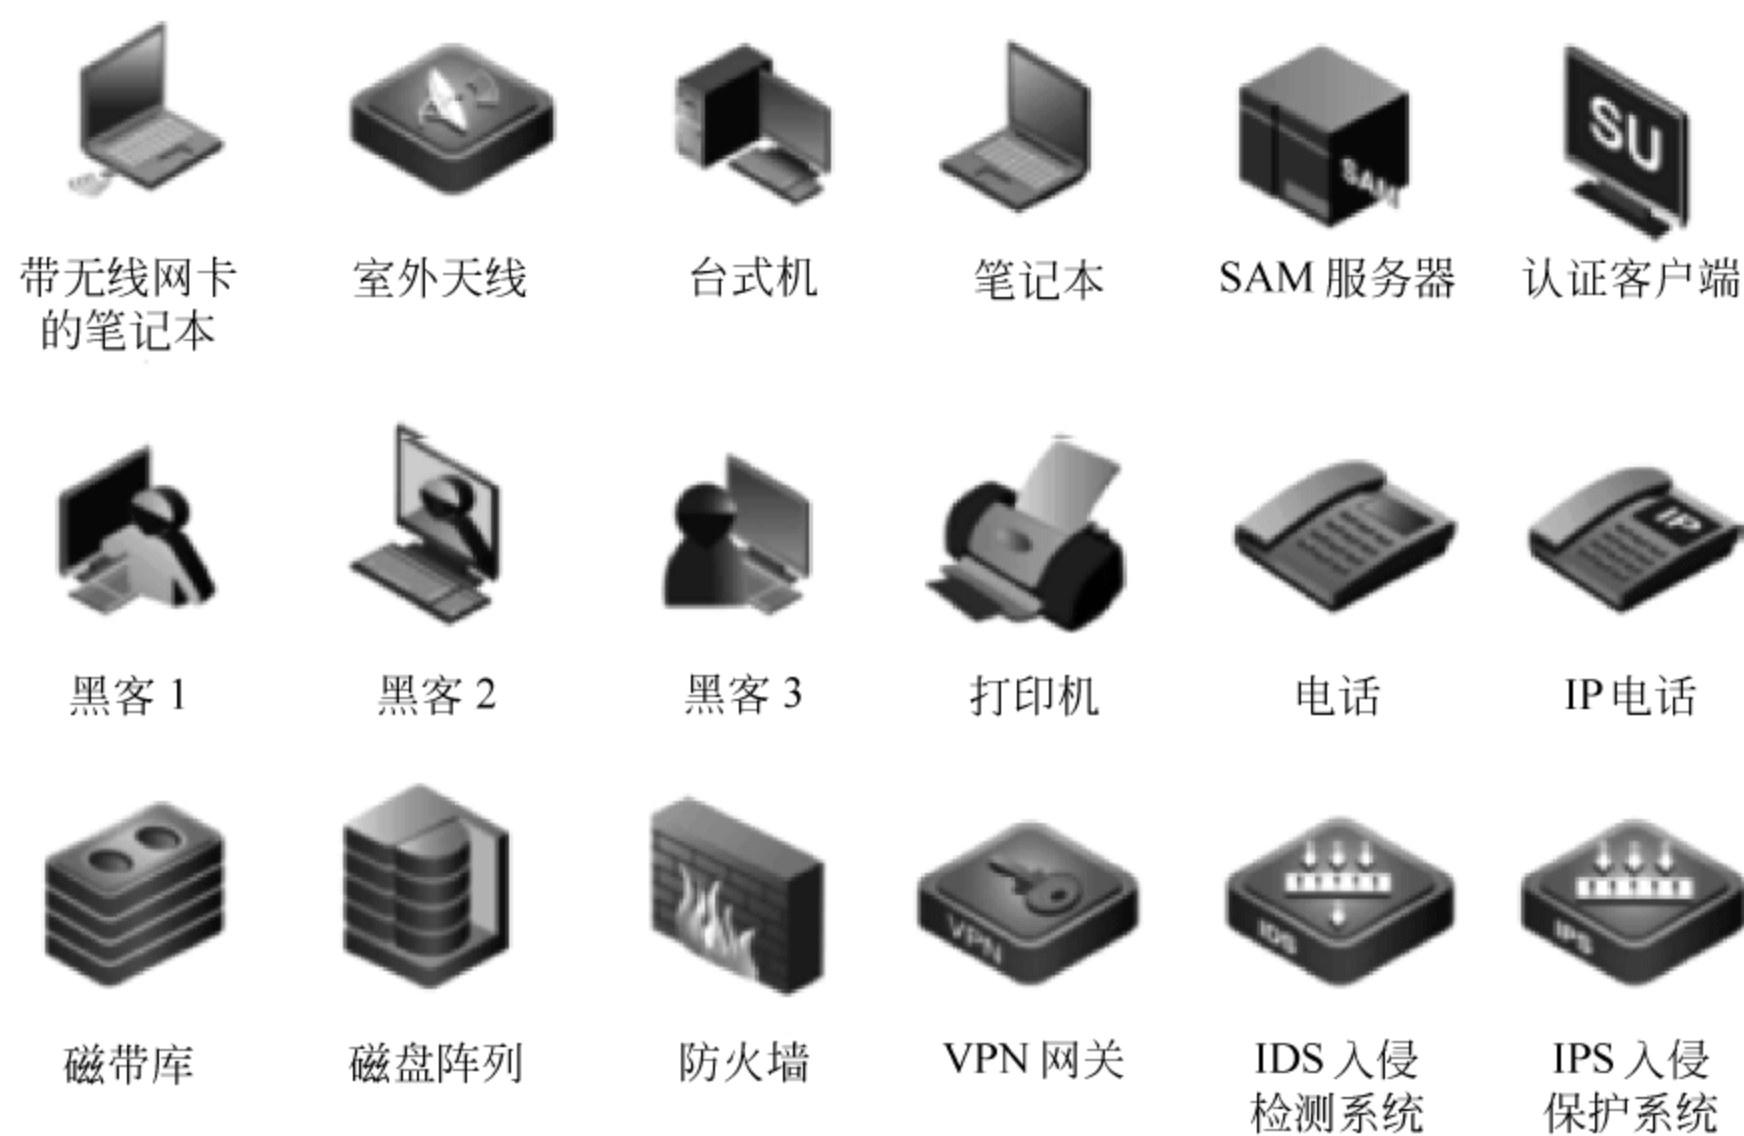 SAM
SU
带无线网卡
的笔记本
室外天线
台式机
笔记本
SAM 服务器
认证客户端
IP
黑客 1
黑客 2
黑客 3
打印机
电话
IP电话
VPN
IDS
IPS
磁带库
磁盘阵列
防火墙
VPN 网关
IDS 入侵
检测系统
IPS 入侵
保护系统